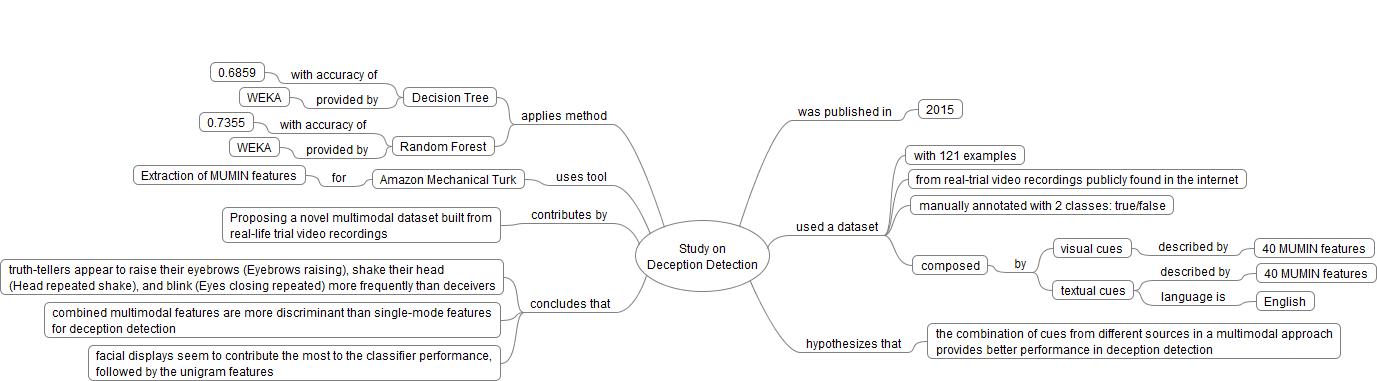 0.6859
with accuracy of
WEKA
provided by
Decision Tree
0.7355
with accuracy of
WEKA
provided by
Random Forest
applies method
Extraction of MUMIN features
for
Amazon Mechanical Turk
uses tool
Proposing a novel multimodal dataset built from
real-life trial video recordings
contributes by
truth-tellers appear to raise their eyebrows (Eyebrows raising), shake their head
(Head repeated shake), and blink (Eyes closing repeated) more frequently than deceivers
combined multimodal features are more discriminant than single-mode features
for deception detection
facial displays seem to contribute the most to the classifier performance,
followed by the unigram features
concludes that
Study on
Deception Detection
was published in
2015
used a dataset
with 121 examples
from real-trial video recordings publicly found in the internet
manually annotated with 2 classes: true/false
composed
by
visual cues
described by
40 MUMIN features
textual cues
described by
40 MUMIN features
language is
English
hypothesizes that
the combination of cues from different sources in a multimodal approach
provides better performance in deception detection